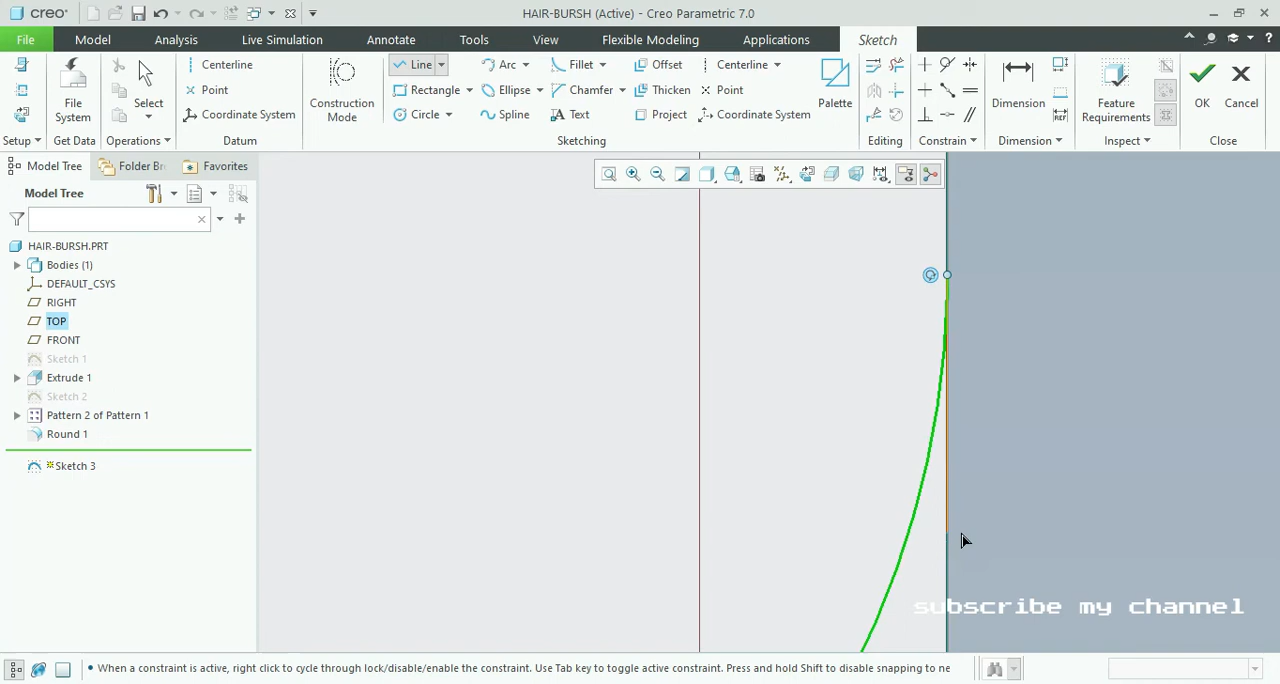 creo®
HAIR-BURSH (Active) - Creo Parametric 7.0
File Model Analysis Live Simulation Annotate Tools View Flexible Modeling Applications Sketch
Centerline Line Arc Fillet Offset Centerline
Point Rectangle Ellipse Chamfer Thicken Point
Coordinate System Circle Spline Text Project Coordinate System
File System Select Construction Mode Palette Dimension Feature Requirements OK Cancel
Setup Get Data Operations Datum Sketching Editing Constrain Dimension Inspect Close
Model Tree Folder Br Favorites
Model Tree
HAIR-BURSH.PRT
Bodies (1)
DEFAULT_CSYS
RIGHT
TOP
FRONT
Sketch 1
Extrude 1
Sketch 2
Pattern 2 of Pattern 1
Round 1
Sketch 3
subscribe my channel
• When a constraint is active, right click to cycle through lock/disable/enable the constraint. Use Tab key to toggle active constraint. Press and hold Shift to disable snapping to ne